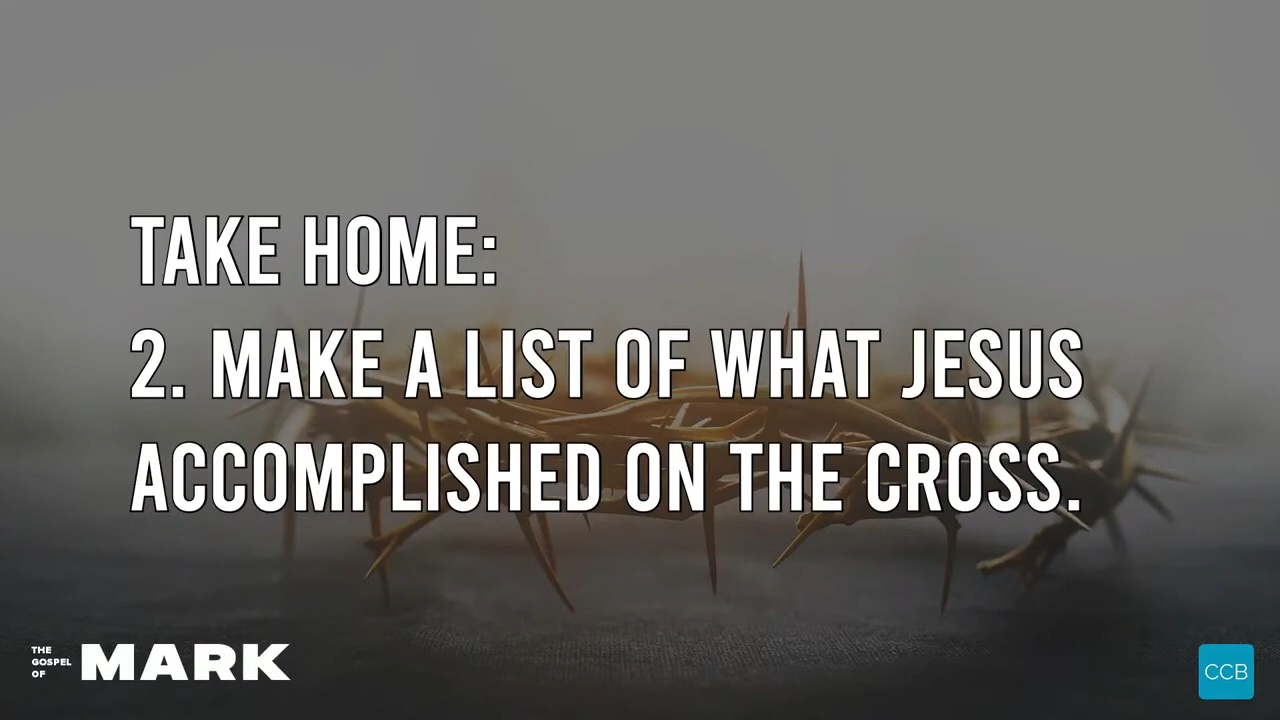 TAKE HOME:
2. MAKE A LIST OF WHAT JESUS
ACCOMPLISHED ON THE CROSS.
THE
GOSPEL
OF
MARK
CCB